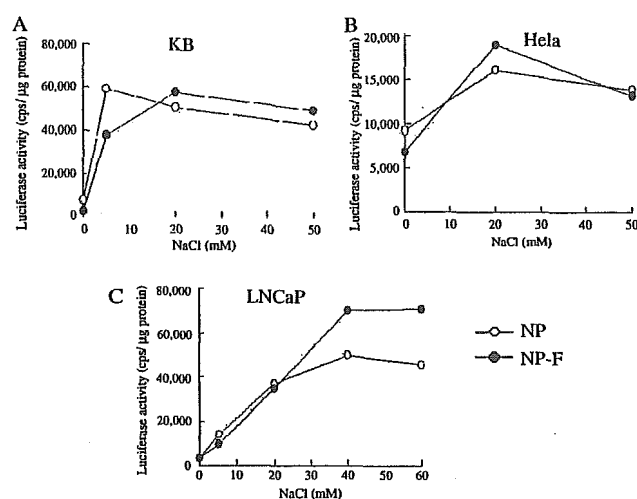 A
KB
Luciferase activity (cps/ μg protein)
80,000
60,000
40,000
20,000
0
0 10 20 30 40 50
NaCl (mM)
B
Hela
Luciferase activity (cps/ μg protein)
20,000
15,000
10,000
5,000
0
0 10 20 30 40 50
NaCl (mM)
C
LNCaP
Luciferase activity (cps/ μg protein)
80,000
60,000
40,000
20,000
0
0 10 20 30 40 50 60
NaCl (mM)
NP
NP-F